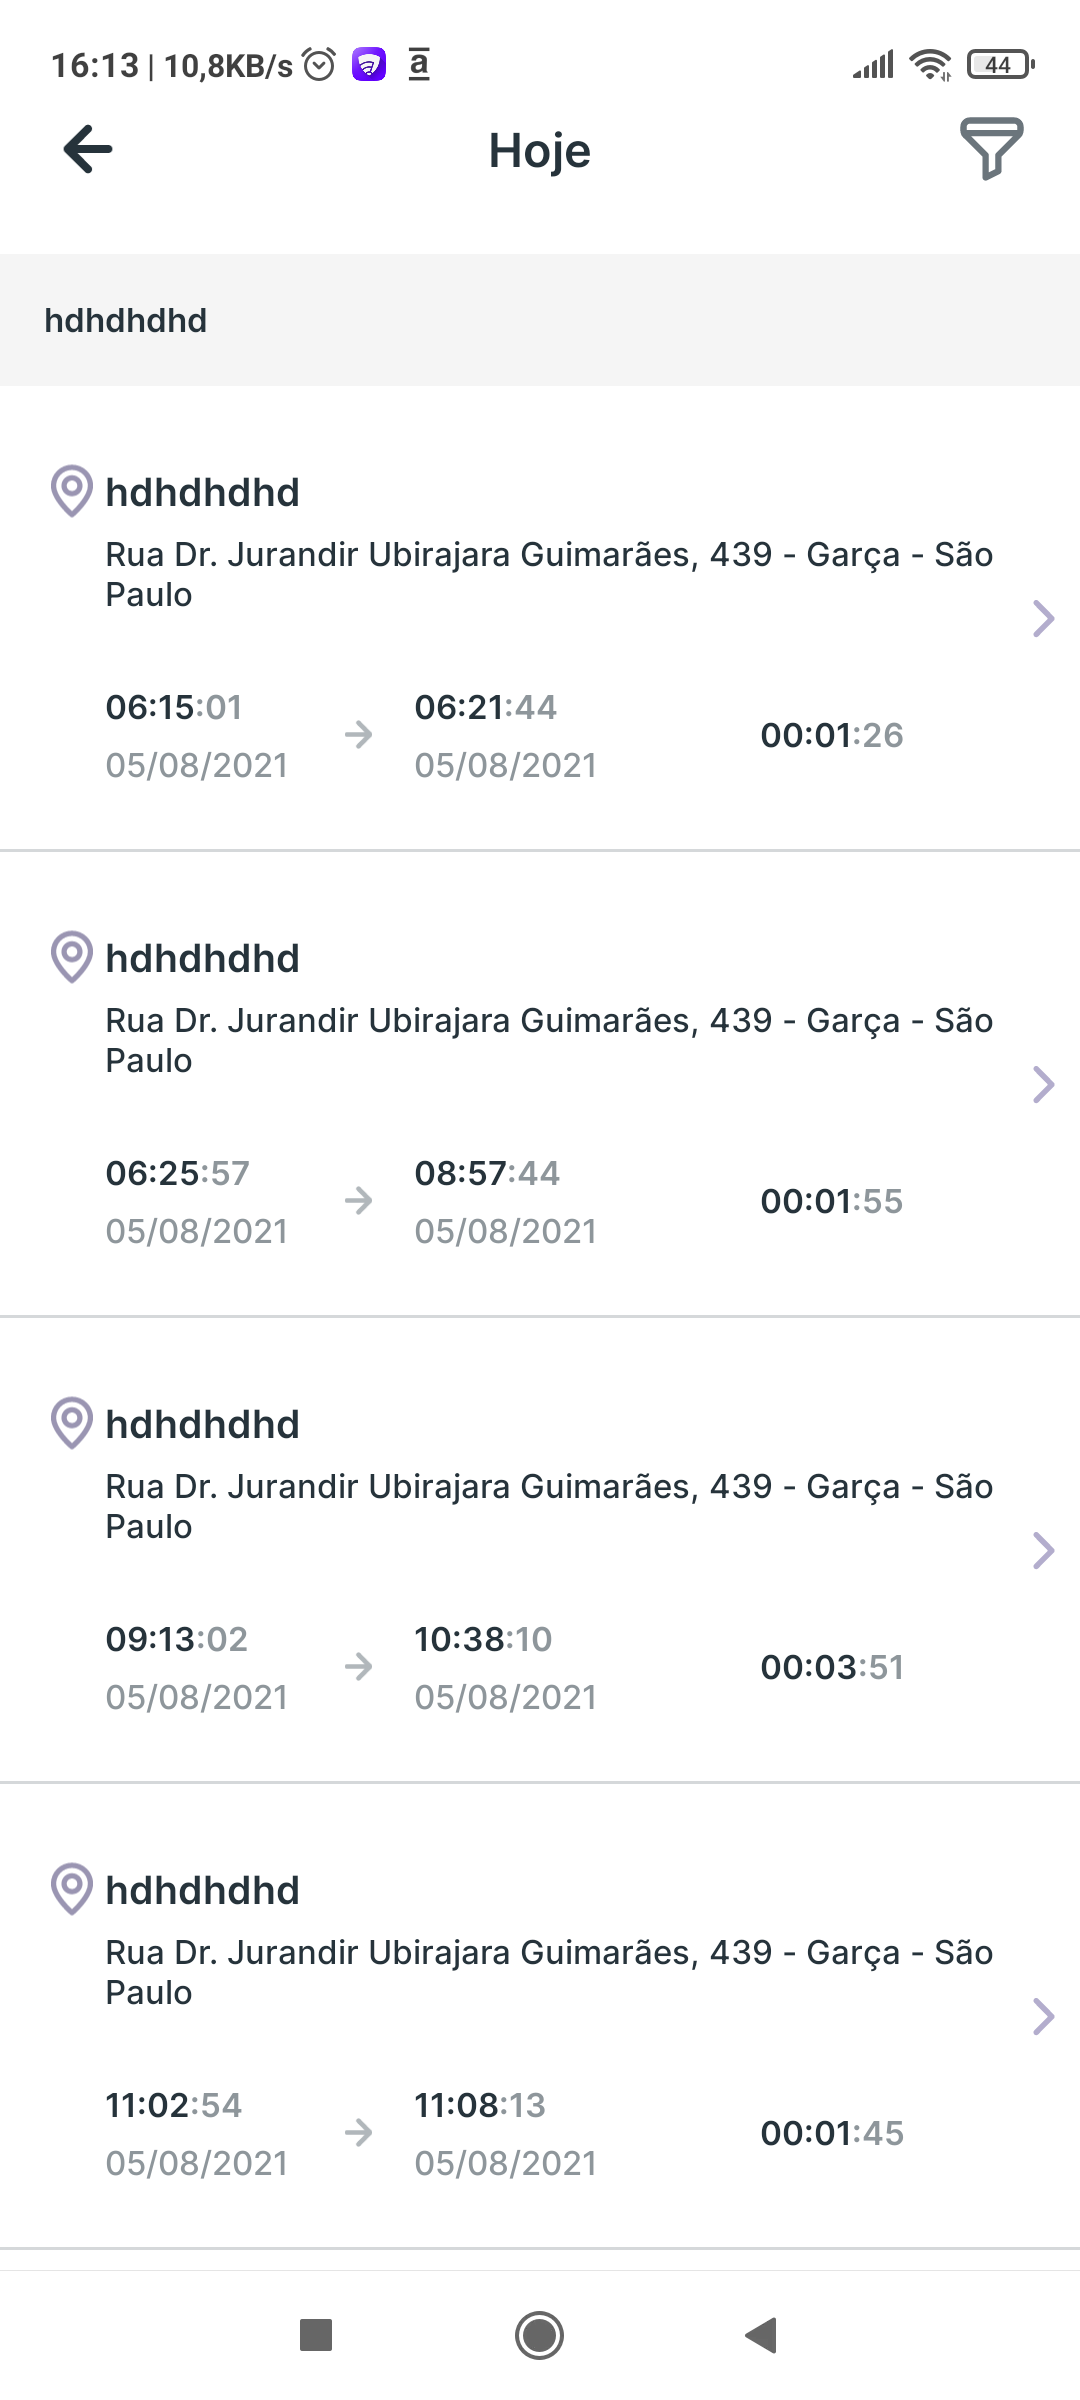 16:13 | 10,8KB/s a 44
Hoje
hdhdhdhd
hdhdhdhd
Rua Dr. Jurandir Ubirajara Guimarães, 439 - Garça - São
Paulo
06:15:01 06:21:44 00:01:26
05/08/2021 05/08/2021
hdhdhdhd
Rua Dr. Jurandir Ubirajara Guimarães, 439 - Garça - São
Paulo
06:25:57 08:57:44 00:01:55
05/08/2021 05/08/2021
hdhdhdhd
Rua Dr. Jurandir Ubirajara Guimarães, 439 - Garça - São
Paulo
09:13:02 10:38:10 00:03:51
05/08/2021 05/08/2021
hdhdhdhd
Rua Dr. Jurandir Ubirajara Guimarães, 439 - Garça - São
Paulo
11:02:54 11:08:13 00:01:45
05/08/2021 05/08/2021